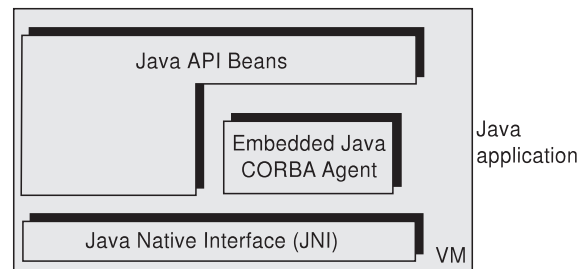 Java API Beans
Embedded Java
CORBA Agent
Java
application
Java Native Interface (JNI)
VM